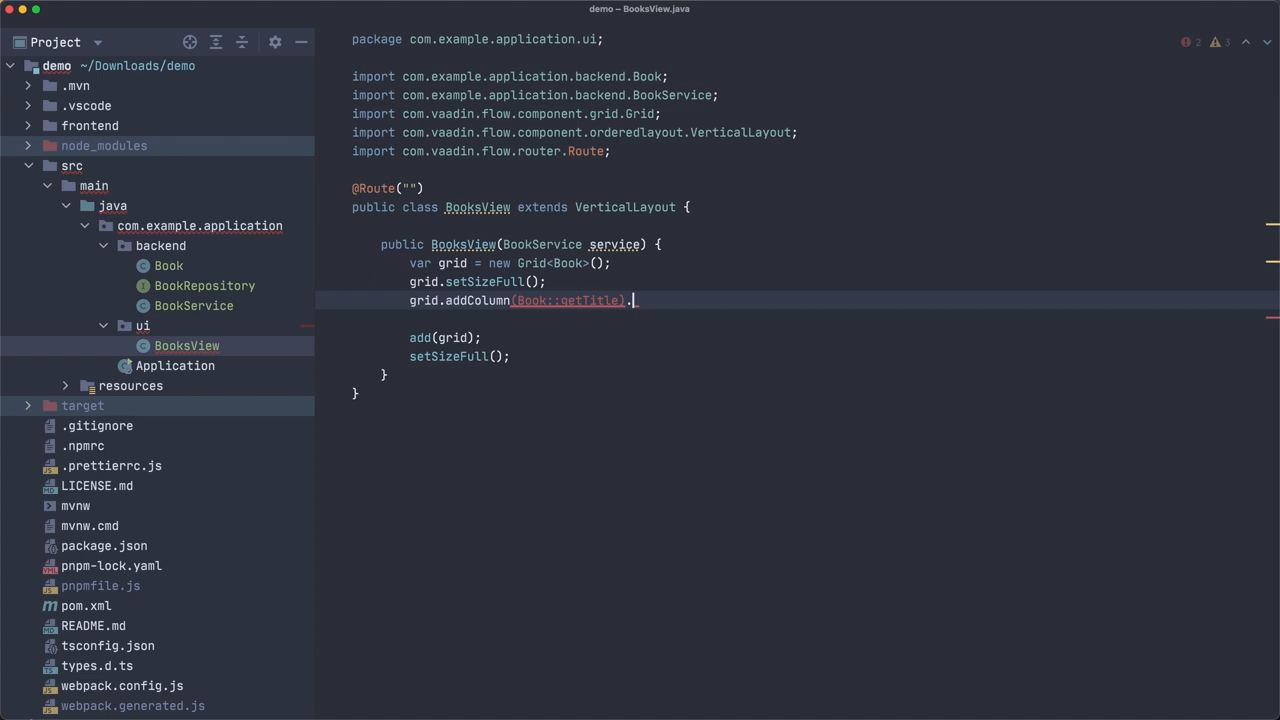 demo – BooksView.java
Project
demo ~/Downloads/demo
.mvn
.vscode
frontend
node_modules
src
main
java
com.example.application
backend
Book
BookRepository
BookService
ui
BooksView
Application
resources
target
.gitignore
.npmrc
.prettierrc.js
LICENSE.md
mvnw
mvnw.cmd
package.json
pnpm-lock.yaml
pnpmfile.js
pom.xml
README.md
tsconfig.json
types.d.ts
webpack.config.js
webpack.generated.js
package com.example.application.ui;
import com.example.application.backend.Book;
import com.example.application.backend.BookService;
import com.vaadin.flow.component.grid.Grid;
import com.vaadin.flow.component.orderedlayout.VerticalLayout;
import com.vaadin.flow.router.Route;
@Route("")
public class BooksView extends VerticalLayout {
public BooksView(BookService service) {
var grid = new Grid<Book>();
grid.setSizeFull();
grid.addColumn(Book::getTitle).
add(grid);
setSizeFull();
}
}
2 3